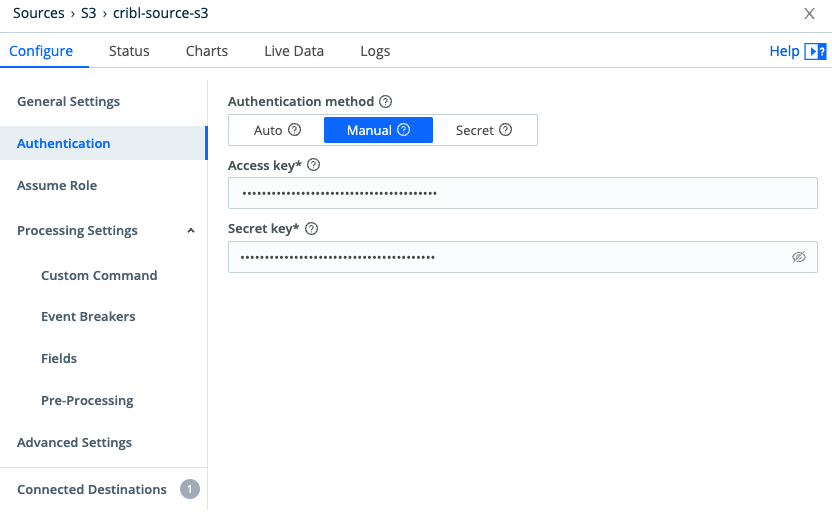 Sources › S3 › cribl-source-s3
Configure Status Charts Live Data Logs Help
General Settings
Authentication
Assume Role
Processing Settings
Custom Command
Event Breakers
Fields
Pre-Processing
Advanced Settings
Connected Destinations 1
Authentication method
Auto Manual Secret
Access key*
••••••••••••••••••••••••••••••••••••••••
Secret key*
••••••••••••••••••••••••••••••••••••••••